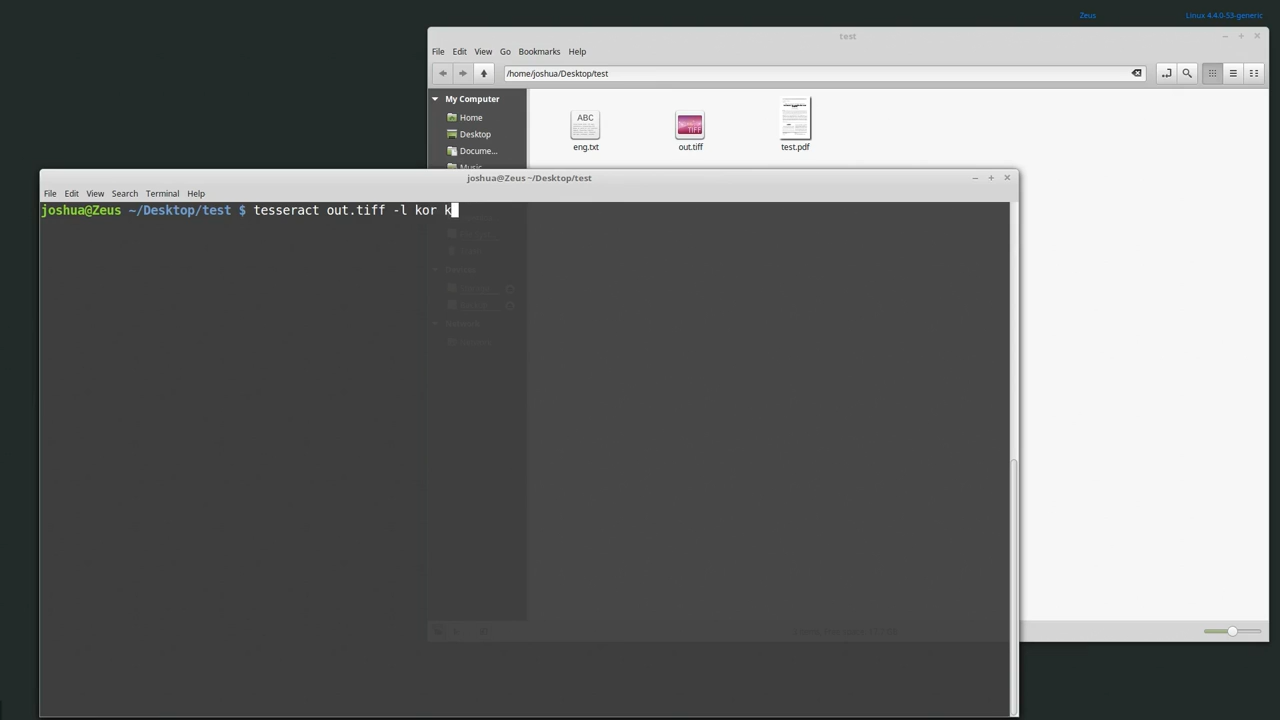 Zeus
Linux 4.4.0-53-generic
test
File Edit View Go Bookmarks Help
/home/joshua/Desktop/test
My Computer
Home
Desktop
Docume...
Music
ABC
eng.txt
TIFF
out.tiff
test.pdf
joshua@Zeus ~/Desktop/test
File Edit View Search Terminal Help
joshua@Zeus ~/Desktop/test $ tesseract out.tiff -l kor k